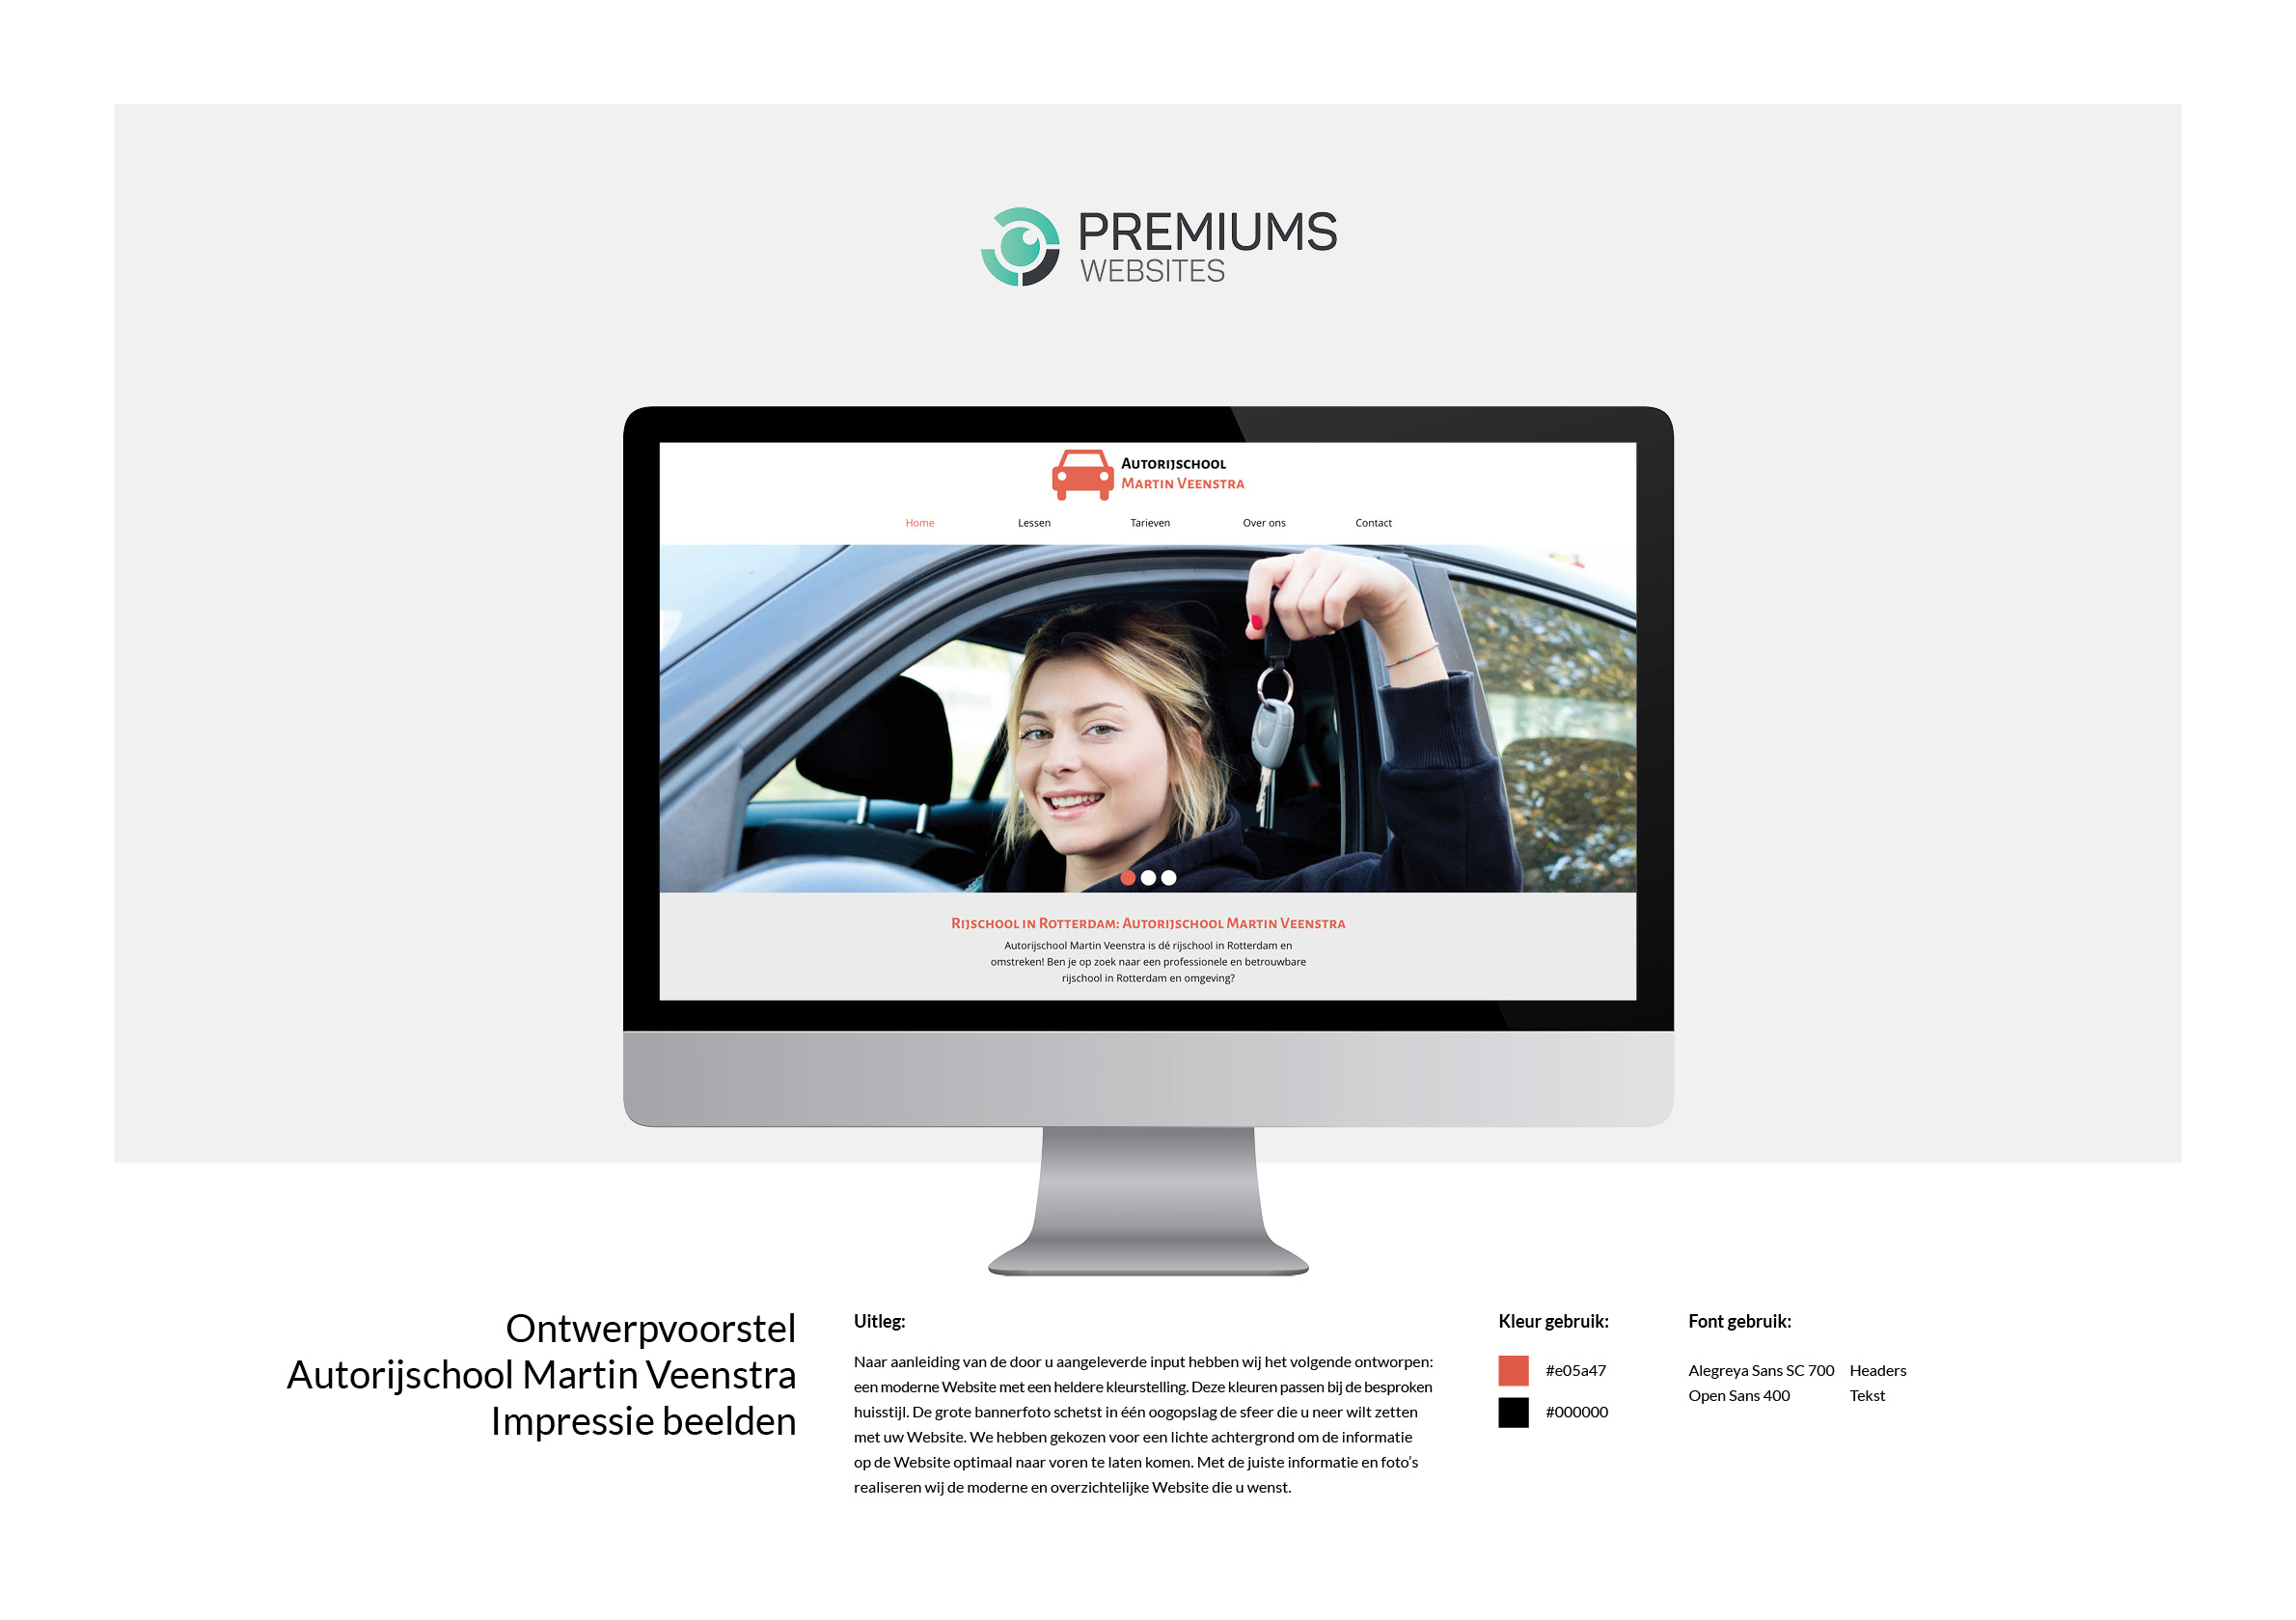 PREMIUMS
WEBSITES
Autorijschool
Martin Veenstra
Home Lessen Tarieven Over ons Contact
Rijschool in Rotterdam: Autorijschool Martin Veenstra
Autorijschool Martin Veenstra is dé rijschool in Rotterdam en
omstreken! Ben je op zoek naar een professionele en betrouwbare
rijschool in Rotterdam en omgeving?
Ontwerpvoorstel
Autorijschool Martin Veenstra
Impressie beelden
Uitleg:
Naar aanleiding van de door u aangeleverde input hebben wij het volgende ontworpen:
een moderne Website met een heldere kleurstelling. Deze kleuren passen bij de besproken
huisstijl. De grote bannerfoto schetst in één oogopslag de sfeer die u neer wilt zetten
met uw Website. We hebben gekozen voor een lichte achtergrond om de informatie
op de Website optimaal naar voren te laten komen. Met de juiste informatie en foto's
realiseren wij de moderne en overzichtelijke Website die u wenst.
Kleur gebruik:
#e05a47
#000000
Font gebruik:
Alegreya Sans SC 700 Headers
Open Sans 400 Tekst